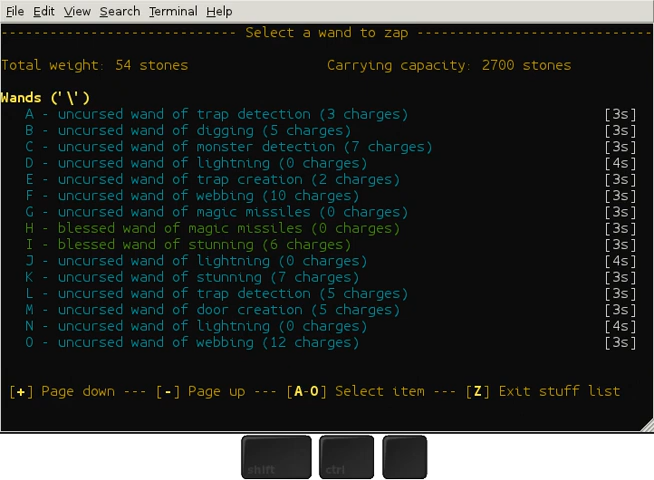 File Edit View Search Terminal Help
---------------------------- Select a wand to zap ----------------------------
Total weight: 54 stones Carrying capacity: 2700 stones
Wands ('\')
A - uncursed wand of trap detection (3 charges) [3s]
B - uncursed wand of digging (5 charges) [3s]
C - uncursed wand of monster detection (7 charges) [3s]
D - uncursed wand of lightning (0 charges) [4s]
E - uncursed wand of trap creation (2 charges) [3s]
F - uncursed wand of webbing (10 charges) [3s]
G - uncursed wand of magic missiles (0 charges) [3s]
H - blessed wand of magic missiles (0 charges) [3s]
I - blessed wand of stunning (6 charges) [3s]
J - uncursed wand of lightning (0 charges) [4s]
K - uncursed wand of stunning (7 charges) [3s]
L - uncursed wand of trap detection (5 charges) [3s]
M - uncursed wand of door creation (5 charges) [3s]
N - uncursed wand of lightning (0 charges) [4s]
O - uncursed wand of webbing (12 charges) [3s]
[+] Page down --- [-] Page up --- [A-O] Select item --- [Z] Exit stuff list
shift ctrl